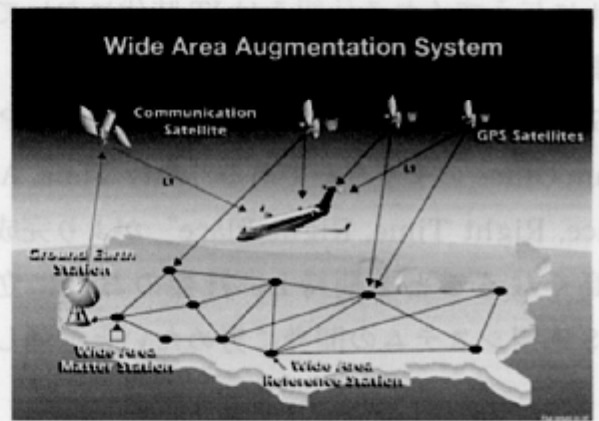 Wide Area Augmentation System
Communication
Satellite
GPS Satellites
L1
L1
Ground Earth
Station
Wide Area
Master Station
Wide Area
Reference Station